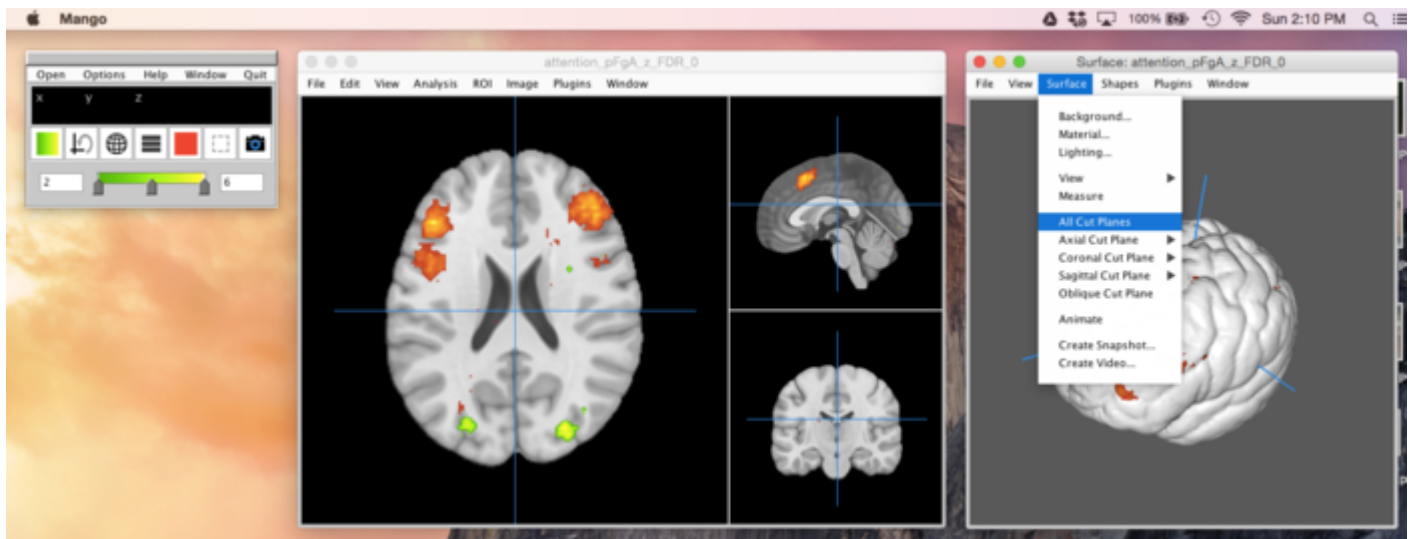 Mango 100% Sun 2:10 PM
Open Options Help Window Quit
x y z
2 6
attention_pFgA_z_FDR_0
File Edit View Analysis ROI Image Plugins Window
Surface: attention_pFgA_z_FDR_0
File View Surface Shapes Plugins Window
Background...
Material...
Lighting...
View
Measure
All Cut Planes
Axial Cut Plane
Coronal Cut Plane
Sagittal Cut Plane
Oblique Cut Plane
Animate
Create Snapshot...
Create Video...